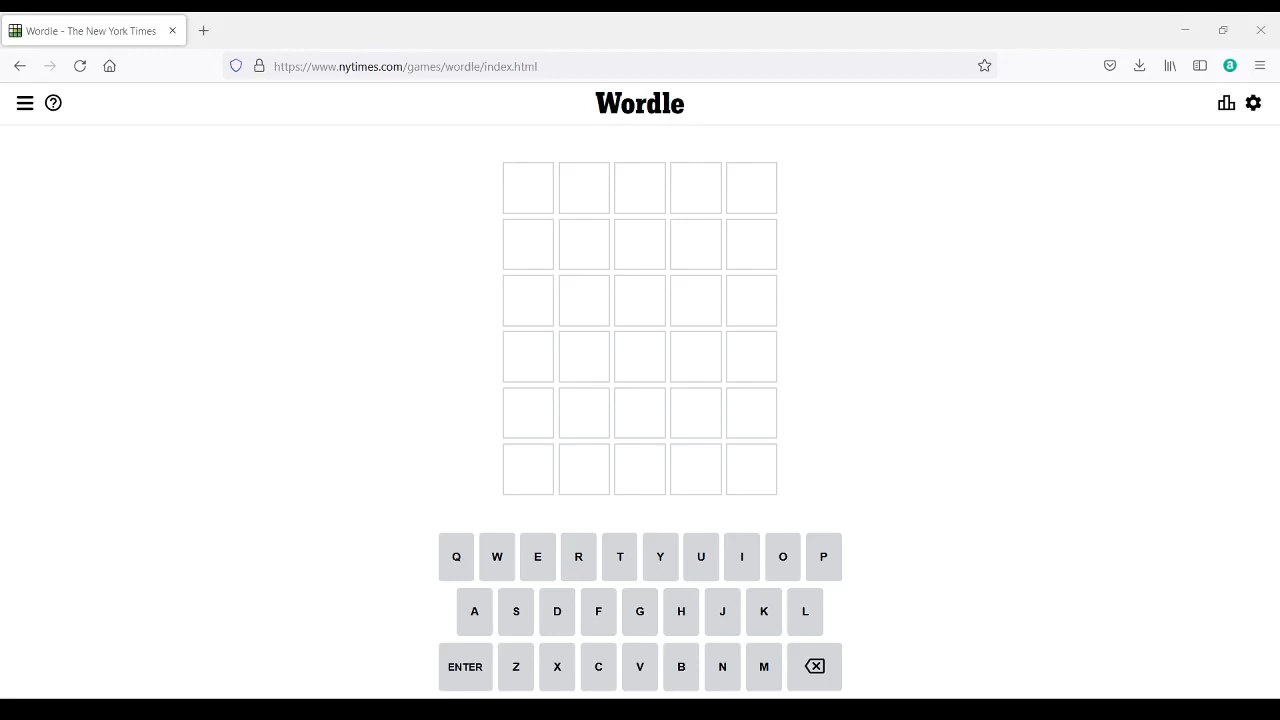 Wordle - The New York Times
https://www.nytimes.com/games/wordle/index.html
a
Wordle
Q W E R T Y U I O P
A S D F G H J K L
ENTER Z X C V B N M